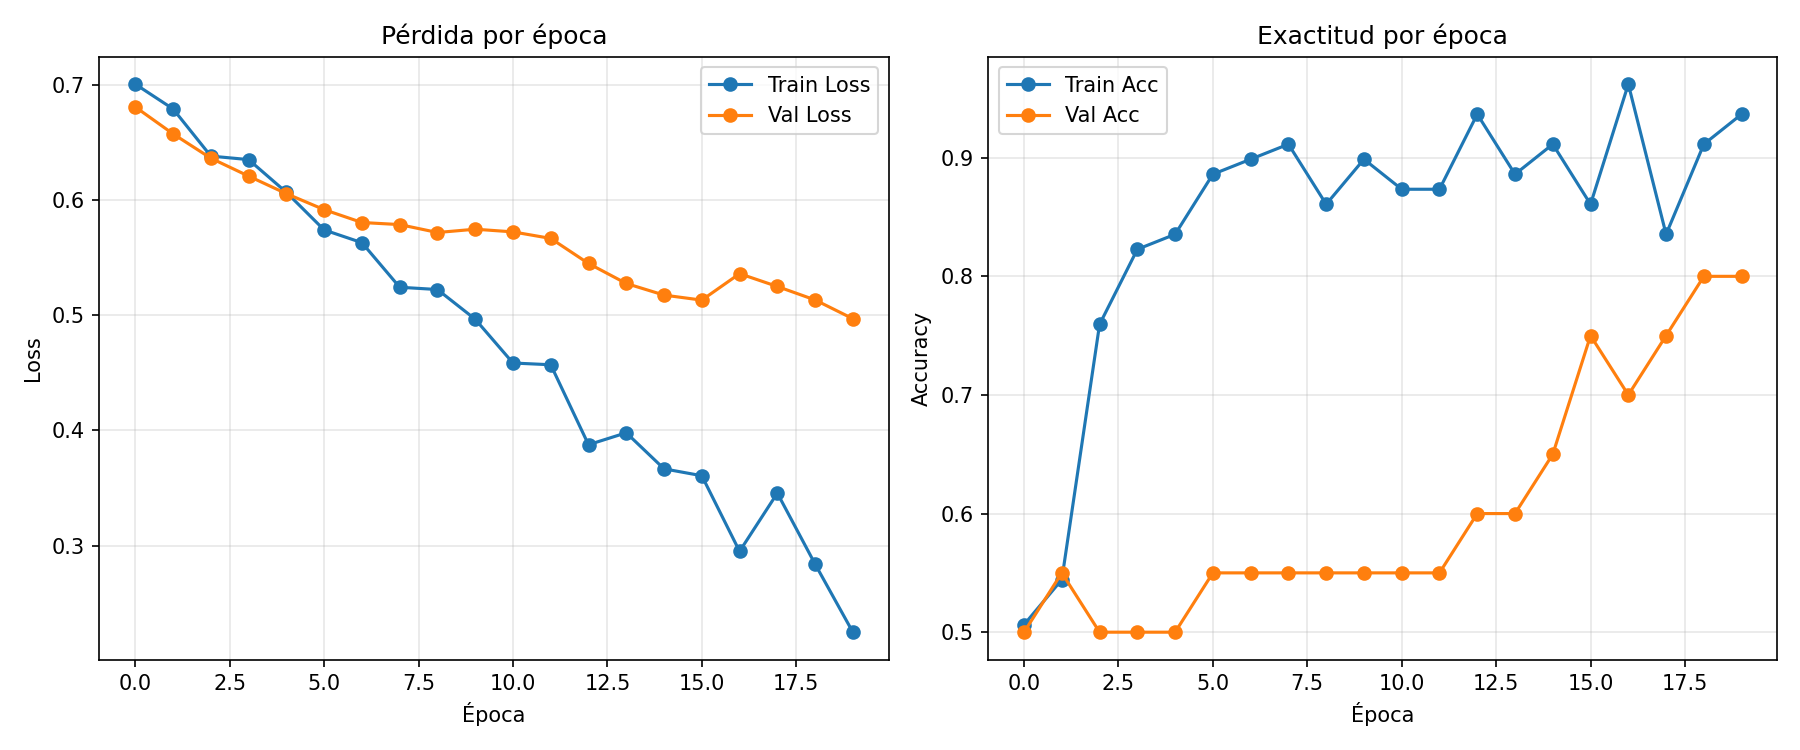 Pérdida por época
Train Loss
Val Loss
0.7
0.6
0.5
0.4
0.3
Loss
0.0 2.5 5.0 7.5 10.0 12.5 15.0 17.5
Época
Exactitud por época
Train Acc
Val Acc
0.9
0.8
0.7
0.6
0.5
Accuracy
0.0 2.5 5.0 7.5 10.0 12.5 15.0 17.5
Época